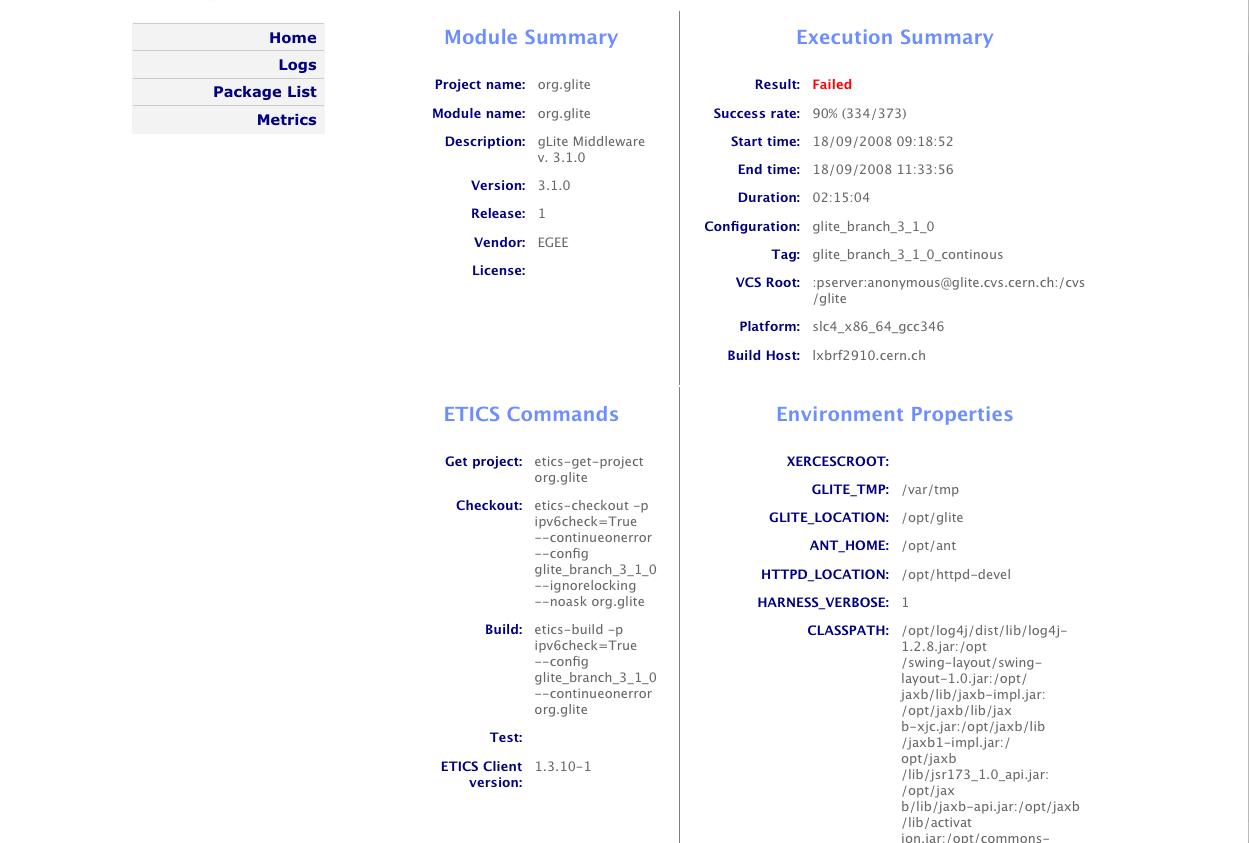 Home
Logs
Package List
Metrics
Module Summary
Project name: org.glite
Module name: org.glite
Description: gLite Middleware
v. 3.1.0
Version: 3.1.0
Release: 1
Vendor: EGEE
License:
Execution Summary
Result: Failed
Success rate: 90% (334/373)
Start time: 18/09/2008 09:18:52
End time: 18/09/2008 11:33:56
Duration: 02:15:04
Configuration: glite_branch_3_1_0
Tag: glite_branch_3_1_0_continous
VCS Root: :pserver:anonymous@glite.cvs.cern.ch:/cvs
/glite
Platform: slc4_x86_64_gcc346
Build Host: lxbrf2910.cern.ch
ETICS Commands
Get project: etics-get-project
org.glite
Checkout: etics-checkout -p
ipv6check=True
--continueonerror
--config
glite_branch_3_1_0
--ignorelocking
--noask org.glite
Build: etics-build -p
ipv6check=True
--config
glite_branch_3_1_0
--continueonerror
org.glite
Test:
ETICS Client 1.3.10-1
version:
Environment Properties
XERCESCROOT:
GLITE_TMP: /var/tmp
GLITE_LOCATION: /opt/glite
ANT_HOME: /opt/ant
HTTPD_LOCATION: /opt/httpd-devel
HARNESS_VERBOSE: 1
CLASSPATH: /opt/log4j/dist/lib/log4j-
1.2.8.jar:/opt
/swing-layout/swing-
layout-1.0.jar:/opt/
jaxb/lib/jaxb-impl.jar:
/opt/jaxb/lib/jax
b-xjc.jar:/opt/jaxb/lib
/jaxb1-impl.jar:/
opt/jaxb
/lib/jsr173_1.0_api.jar:
/opt/jax
b/lib/jaxb-api.jar:/opt/jaxb
/lib/activat
ion.jar:/opt/commons-